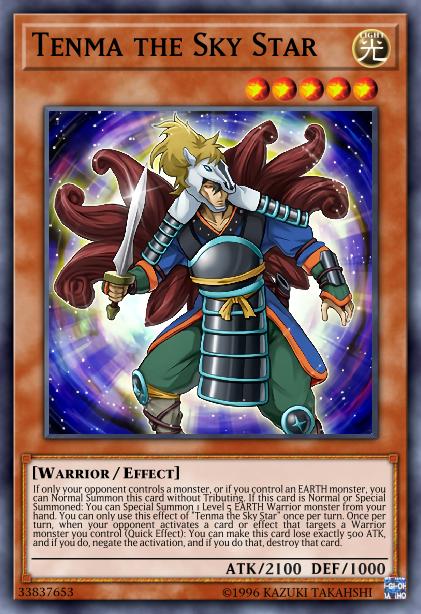 Tenma the Sky Star
LIGHT
光
[Warrior / Effect]
If only your opponent controls a monster, or if you control an EARTH monster, you
can Normal Summon this card without Tributing. If this card is Normal or Special
Summoned: You can Special Summon 1 Level 5 EARTH Warrior monster from your
hand. You can only use this effect of "Tenma the Sky Star" once per turn. Once per
turn, when your opponent activates a card or effect that targets a Warrior
monster you control (Quick Effect): You can make this card lose exactly 500 ATK,
and if you do, negate the activation, and if you do that, destroy that card.
ATK/2100 DEF/1000
33837653
©1996 KAZUKI TAKAHSHI